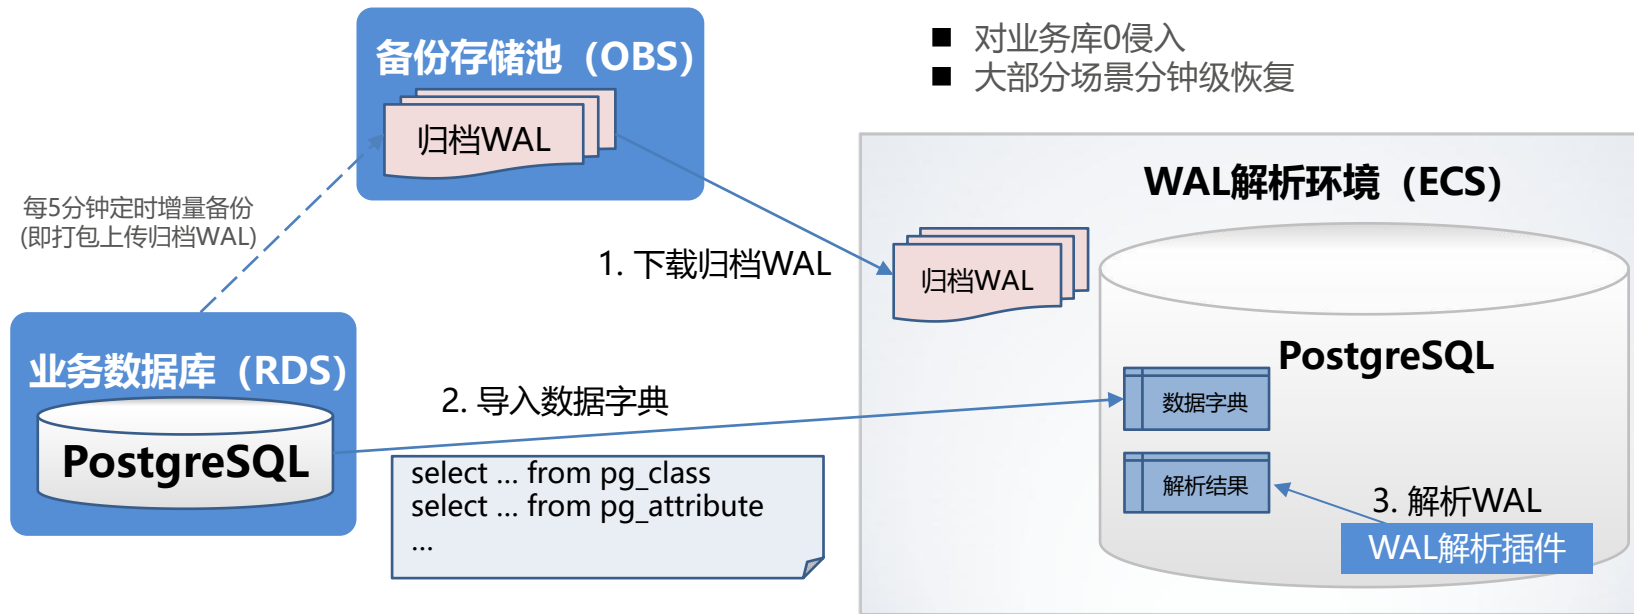 备份存储池（OBS）
归档WAL
■ 对业务库0侵入
■ 大部分场景分钟级恢复
每5分钟定时增量备份
(即打包上传归档WAL)
1. 下载归档WAL
WAL解析环境（ECS）
归档WAL
PostgreSQL
业务数据库（RDS）
PostgreSQL
2. 导入数据字典
select ... from pg_class
select ... from pg_attribute
...
数据字典
解析结果
3. 解析WAL
WAL解析插件